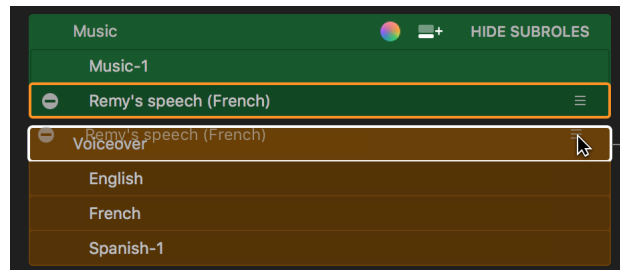 Music HIDE SUBROLES
Music-1
Remy's speech (French)
Remy's speech (French)
Voiceover
English
French
Spanish-1